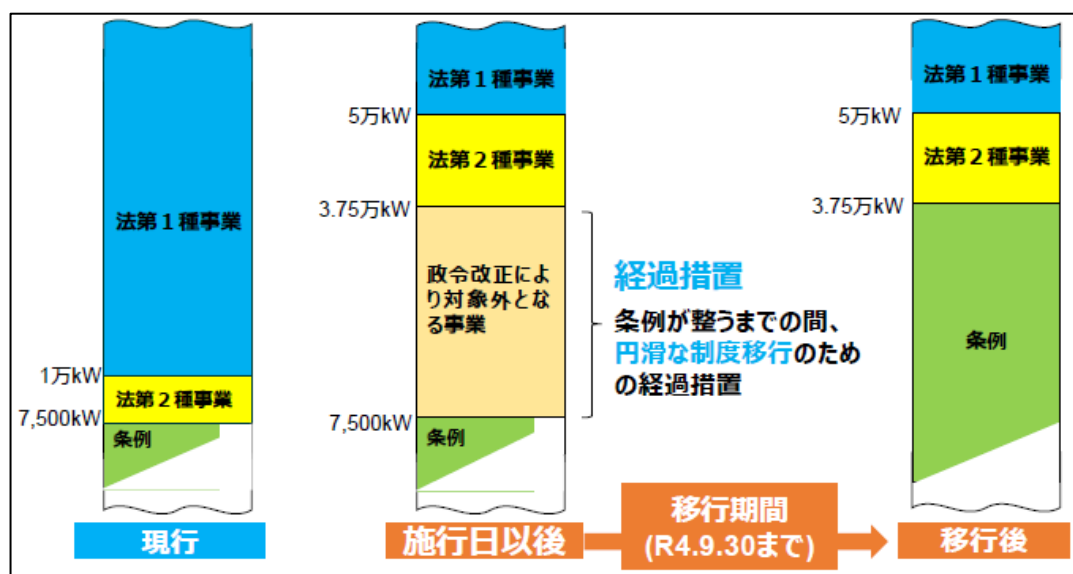 法第1種事業
1万kW
法第2種事業
7,500kW
条例
現行
法第1種事業
5万kW
法第2種事業
3.75万kW
政令改正によ
り対象外とな
る事業
7,500kW
条例
施行日以後
経過措置
条例が整うまでの間、
円滑な制度移行のため
の経過措置
移行期間
(R4.9.30まで)
法第1種事業
5万kW
法第2種事業
3.75万kW
条例
移行後